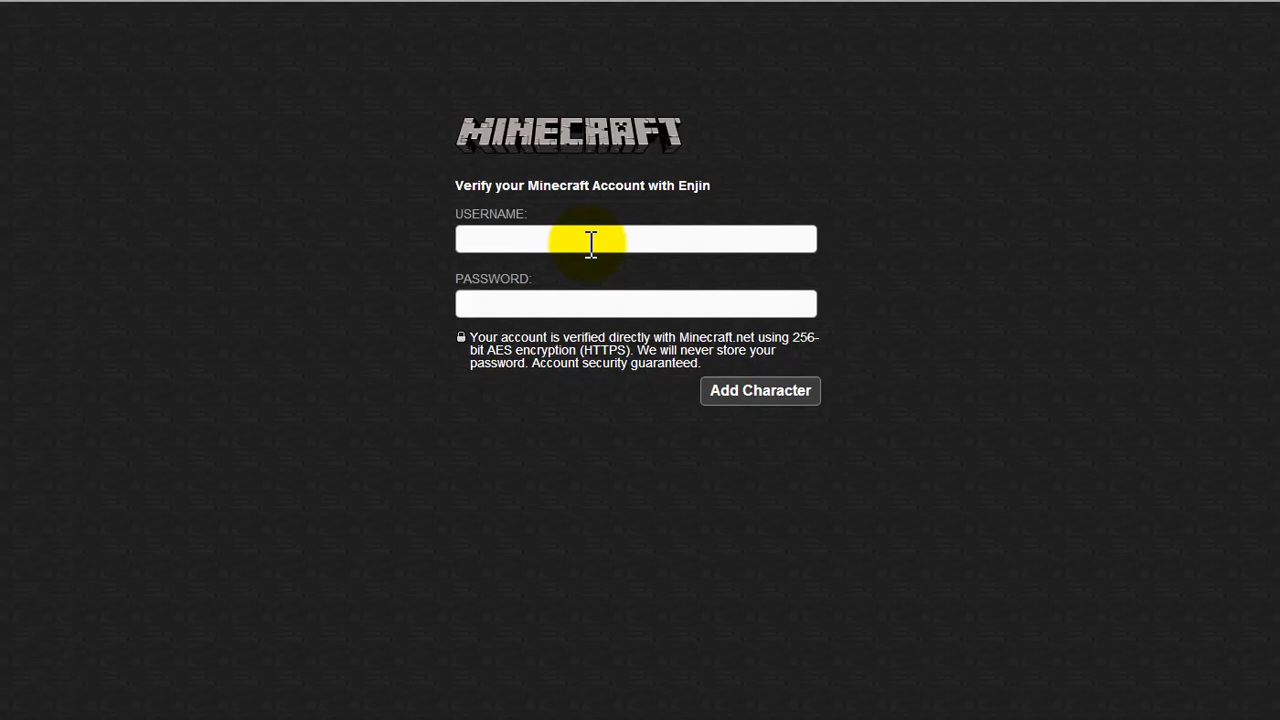 MINECRAFT
Verify your Minecraft Account with Enjin
USERNAME:
PASSWORD:
Your account is verified directly with Minecraft.net using 256-
bit AES encryption (HTTPS). We will never store your
password. Account security guaranteed.
Add Character